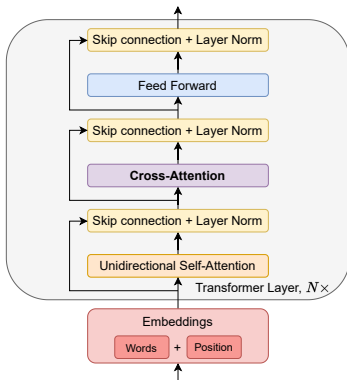 Skip connection + Layer Norm
Feed Forward
Skip connection + Layer Norm
Cross-Attention
Skip connection + Layer Norm
Unidirectional Self-Attention
Transformer Layer, N×
Embeddings
Words + Position